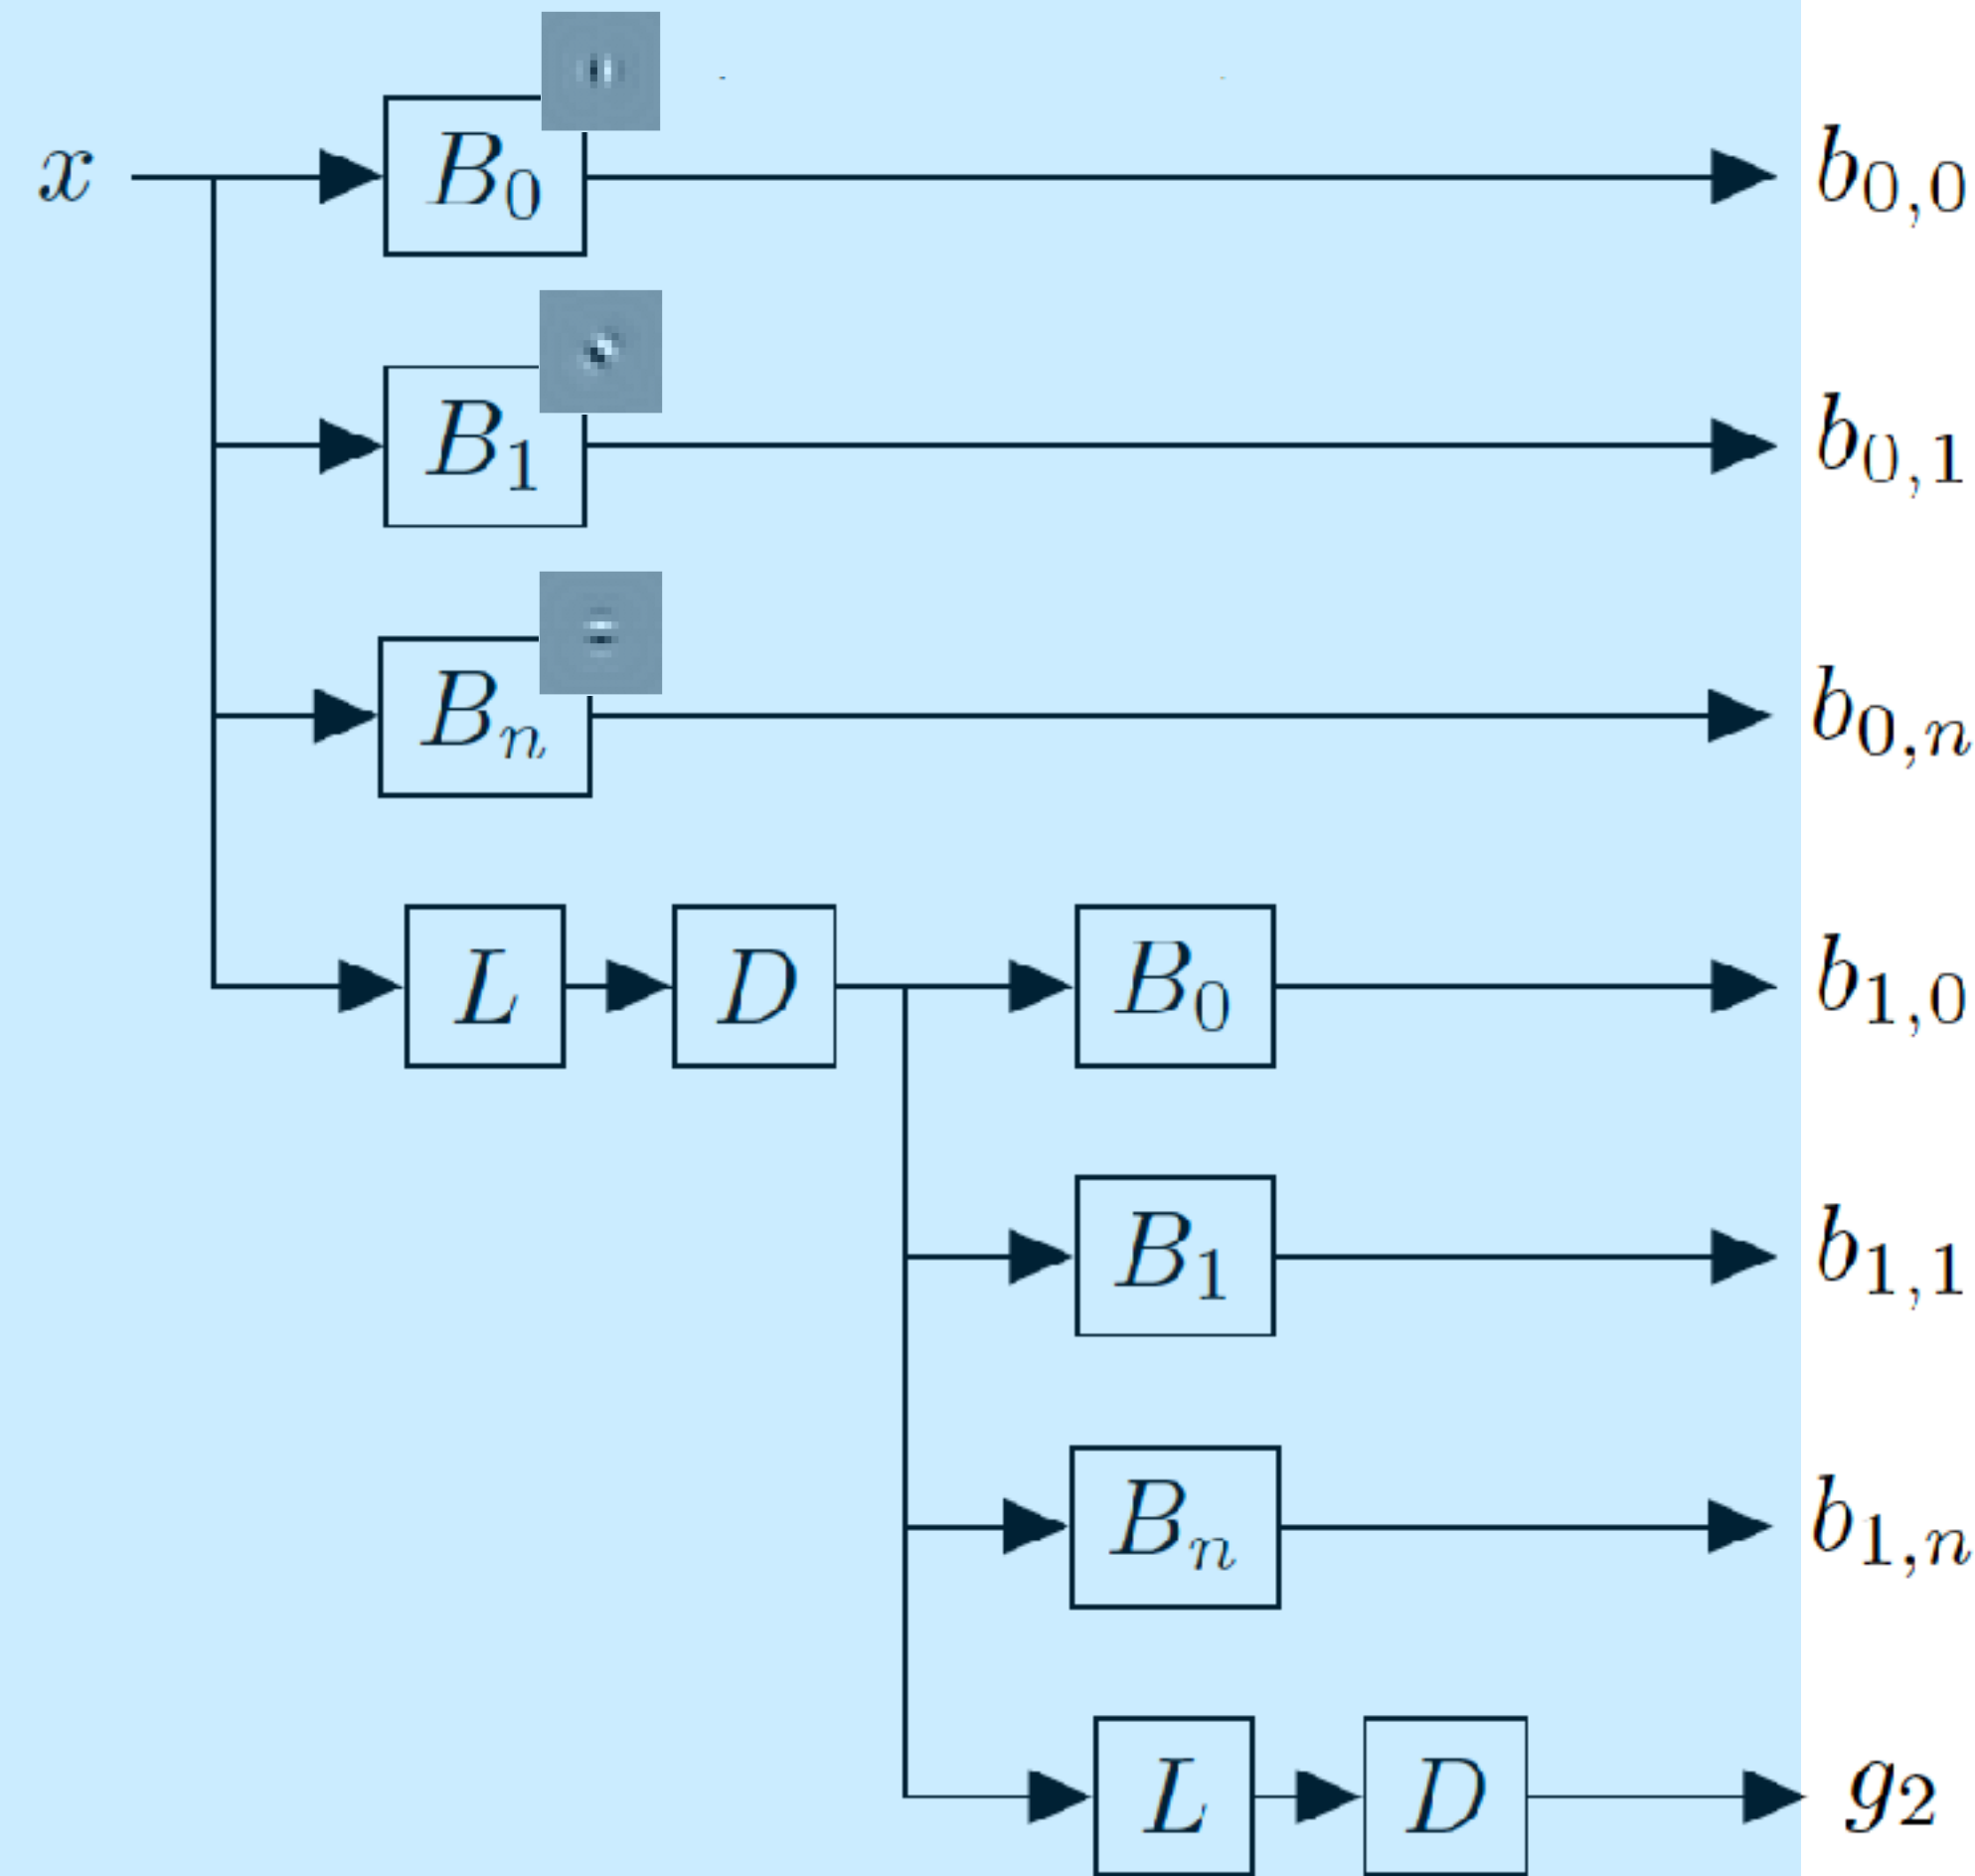 x B₀ b₀,₀
B₁ b₀,₁
Bₙ b₀,ₙ
L D B₀ b₁,₀
B₁ b₁,₁
Bₙ b₁,ₙ
L D g₂